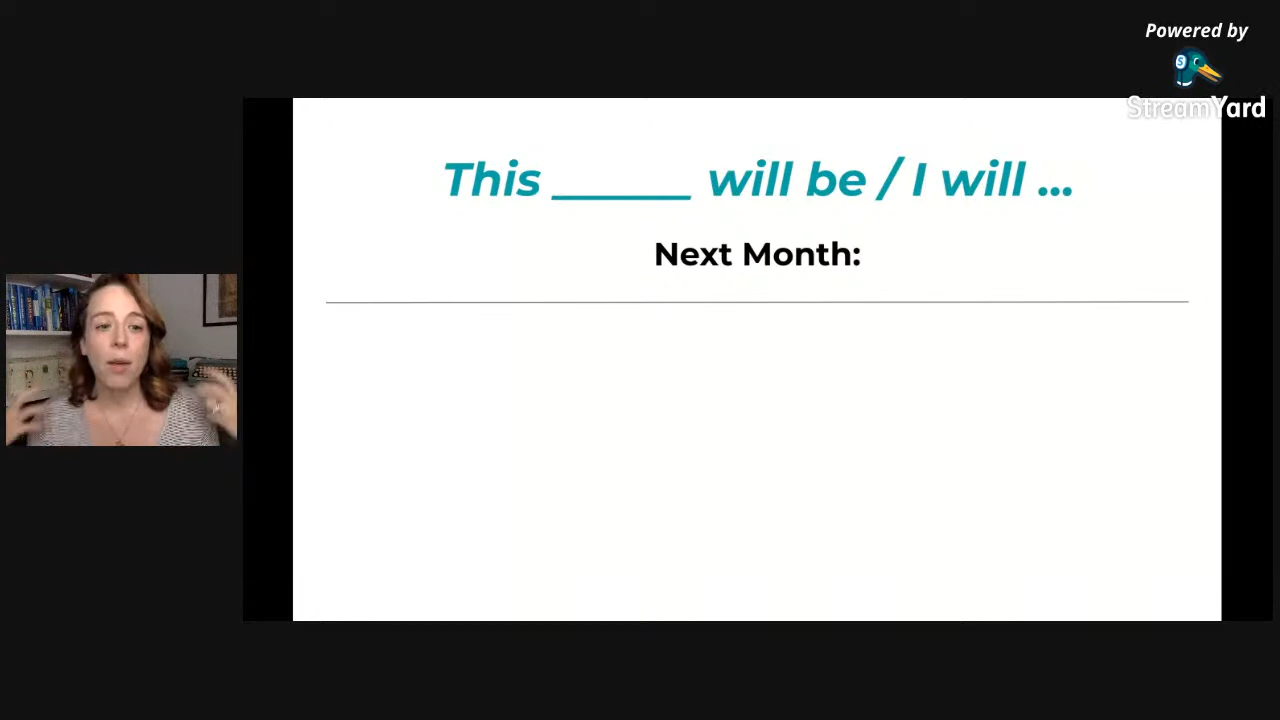 Powered by
StreamYard
This ______ will be / I will ...
Next Month: